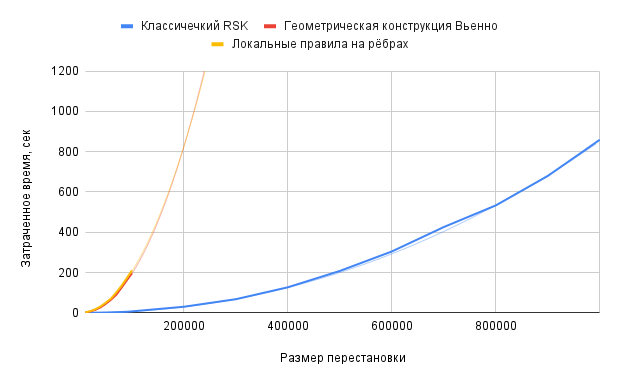 Классичечкий RSK Геометрическая конструкция Вьенно
Локальные правила на рёбрах
1200
1000
800
600
400
200
0
200000 400000 600000 800000
Затраченное время, сек
Размер перестановки